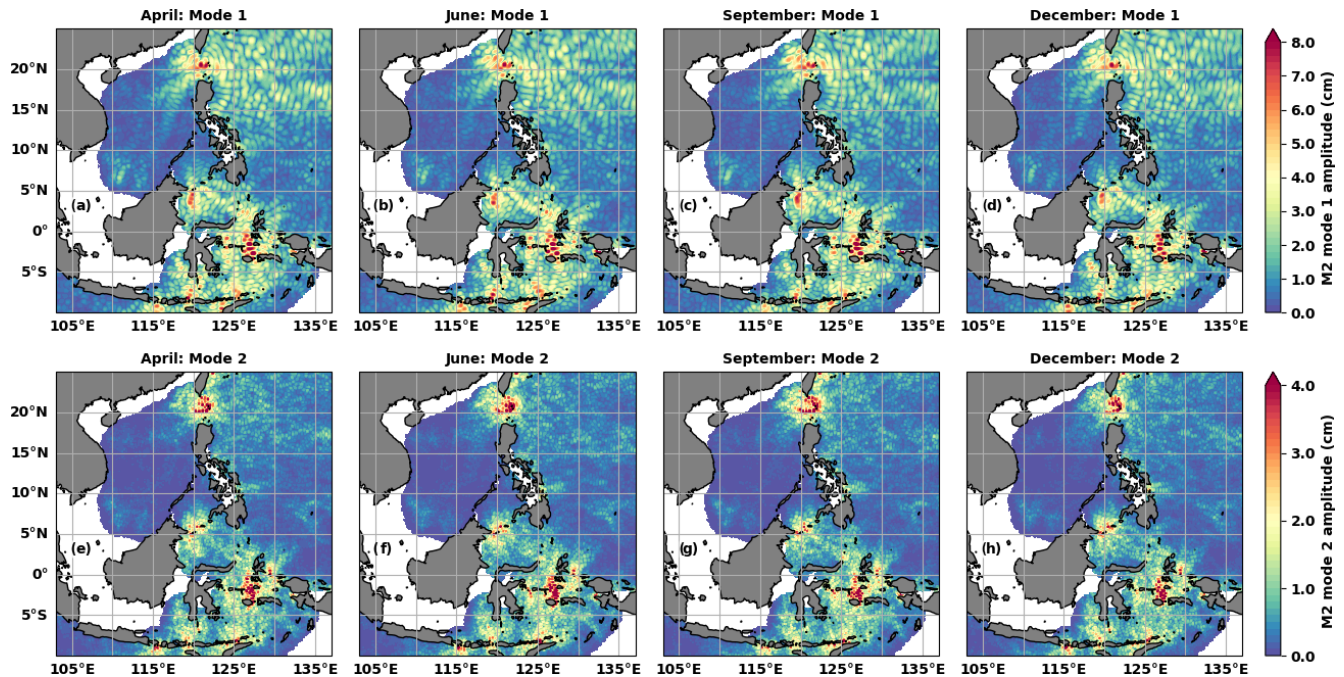 April: Mode 1 June: Mode 1 September: Mode 1 December: Mode 1
20°N
15°N
10°N
5°N
0°
5°S
(a) (b) (c) (d)
105°E 115°E 125°E 135°E 105°E 115°E 125°E 135°E 105°E 115°E 125°E 135°E 105°E 115°E 125°E 135°E
8.0
7.0
6.0
5.0
4.0
3.0
2.0
1.0
0.0
M2 mode 1 amplitude (cm)
April: Mode 2 June: Mode 2 September: Mode 2 December: Mode 2
20°N
15°N
10°N
5°N
0°
5°S
(e) (f) (g) (h)
105°E 115°E 125°E 135°E 105°E 115°E 125°E 135°E 105°E 115°E 125°E 135°E 105°E 115°E 125°E 135°E
4.0
3.0
2.0
1.0
0.0
M2 mode 2 amplitude (cm)